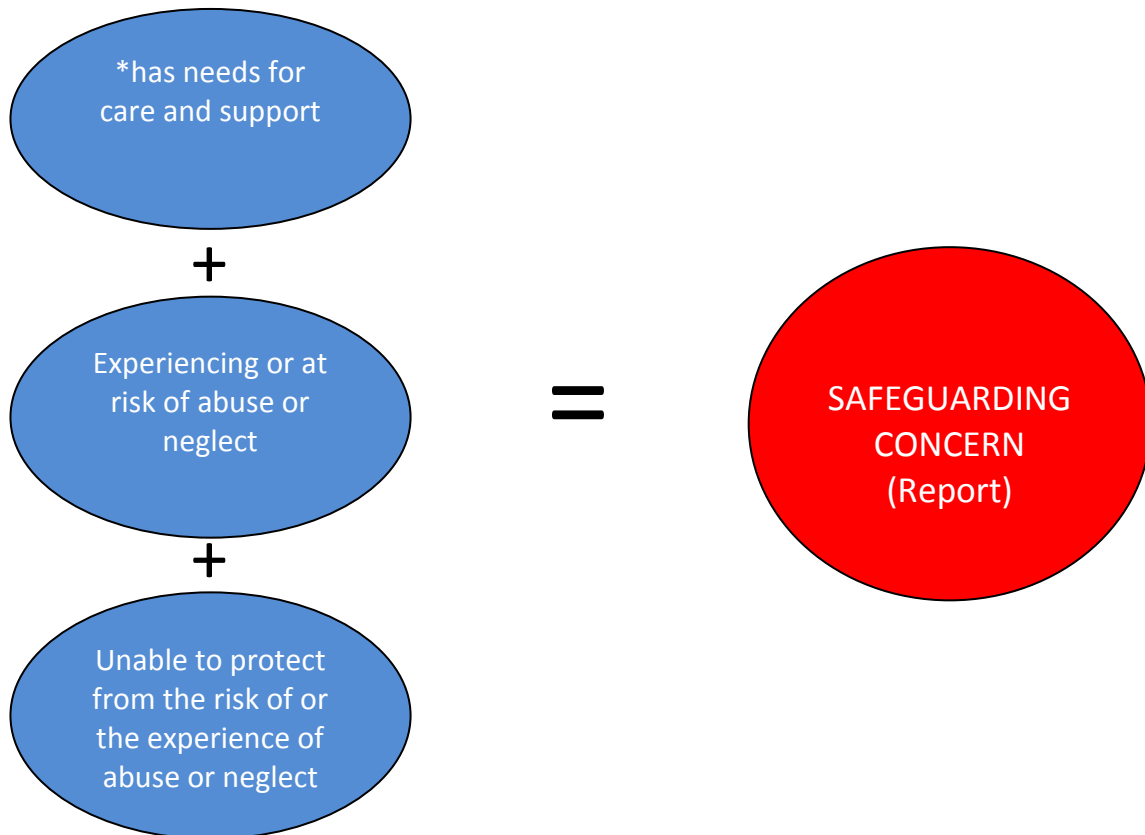 *has needs for
care and support
+
Experiencing or at
risk of abuse or
neglect
+
Unable to protect
from the risk of or
the experience of
abuse or neglect
=
SAFEGUARDING
CONCERN
(Report)